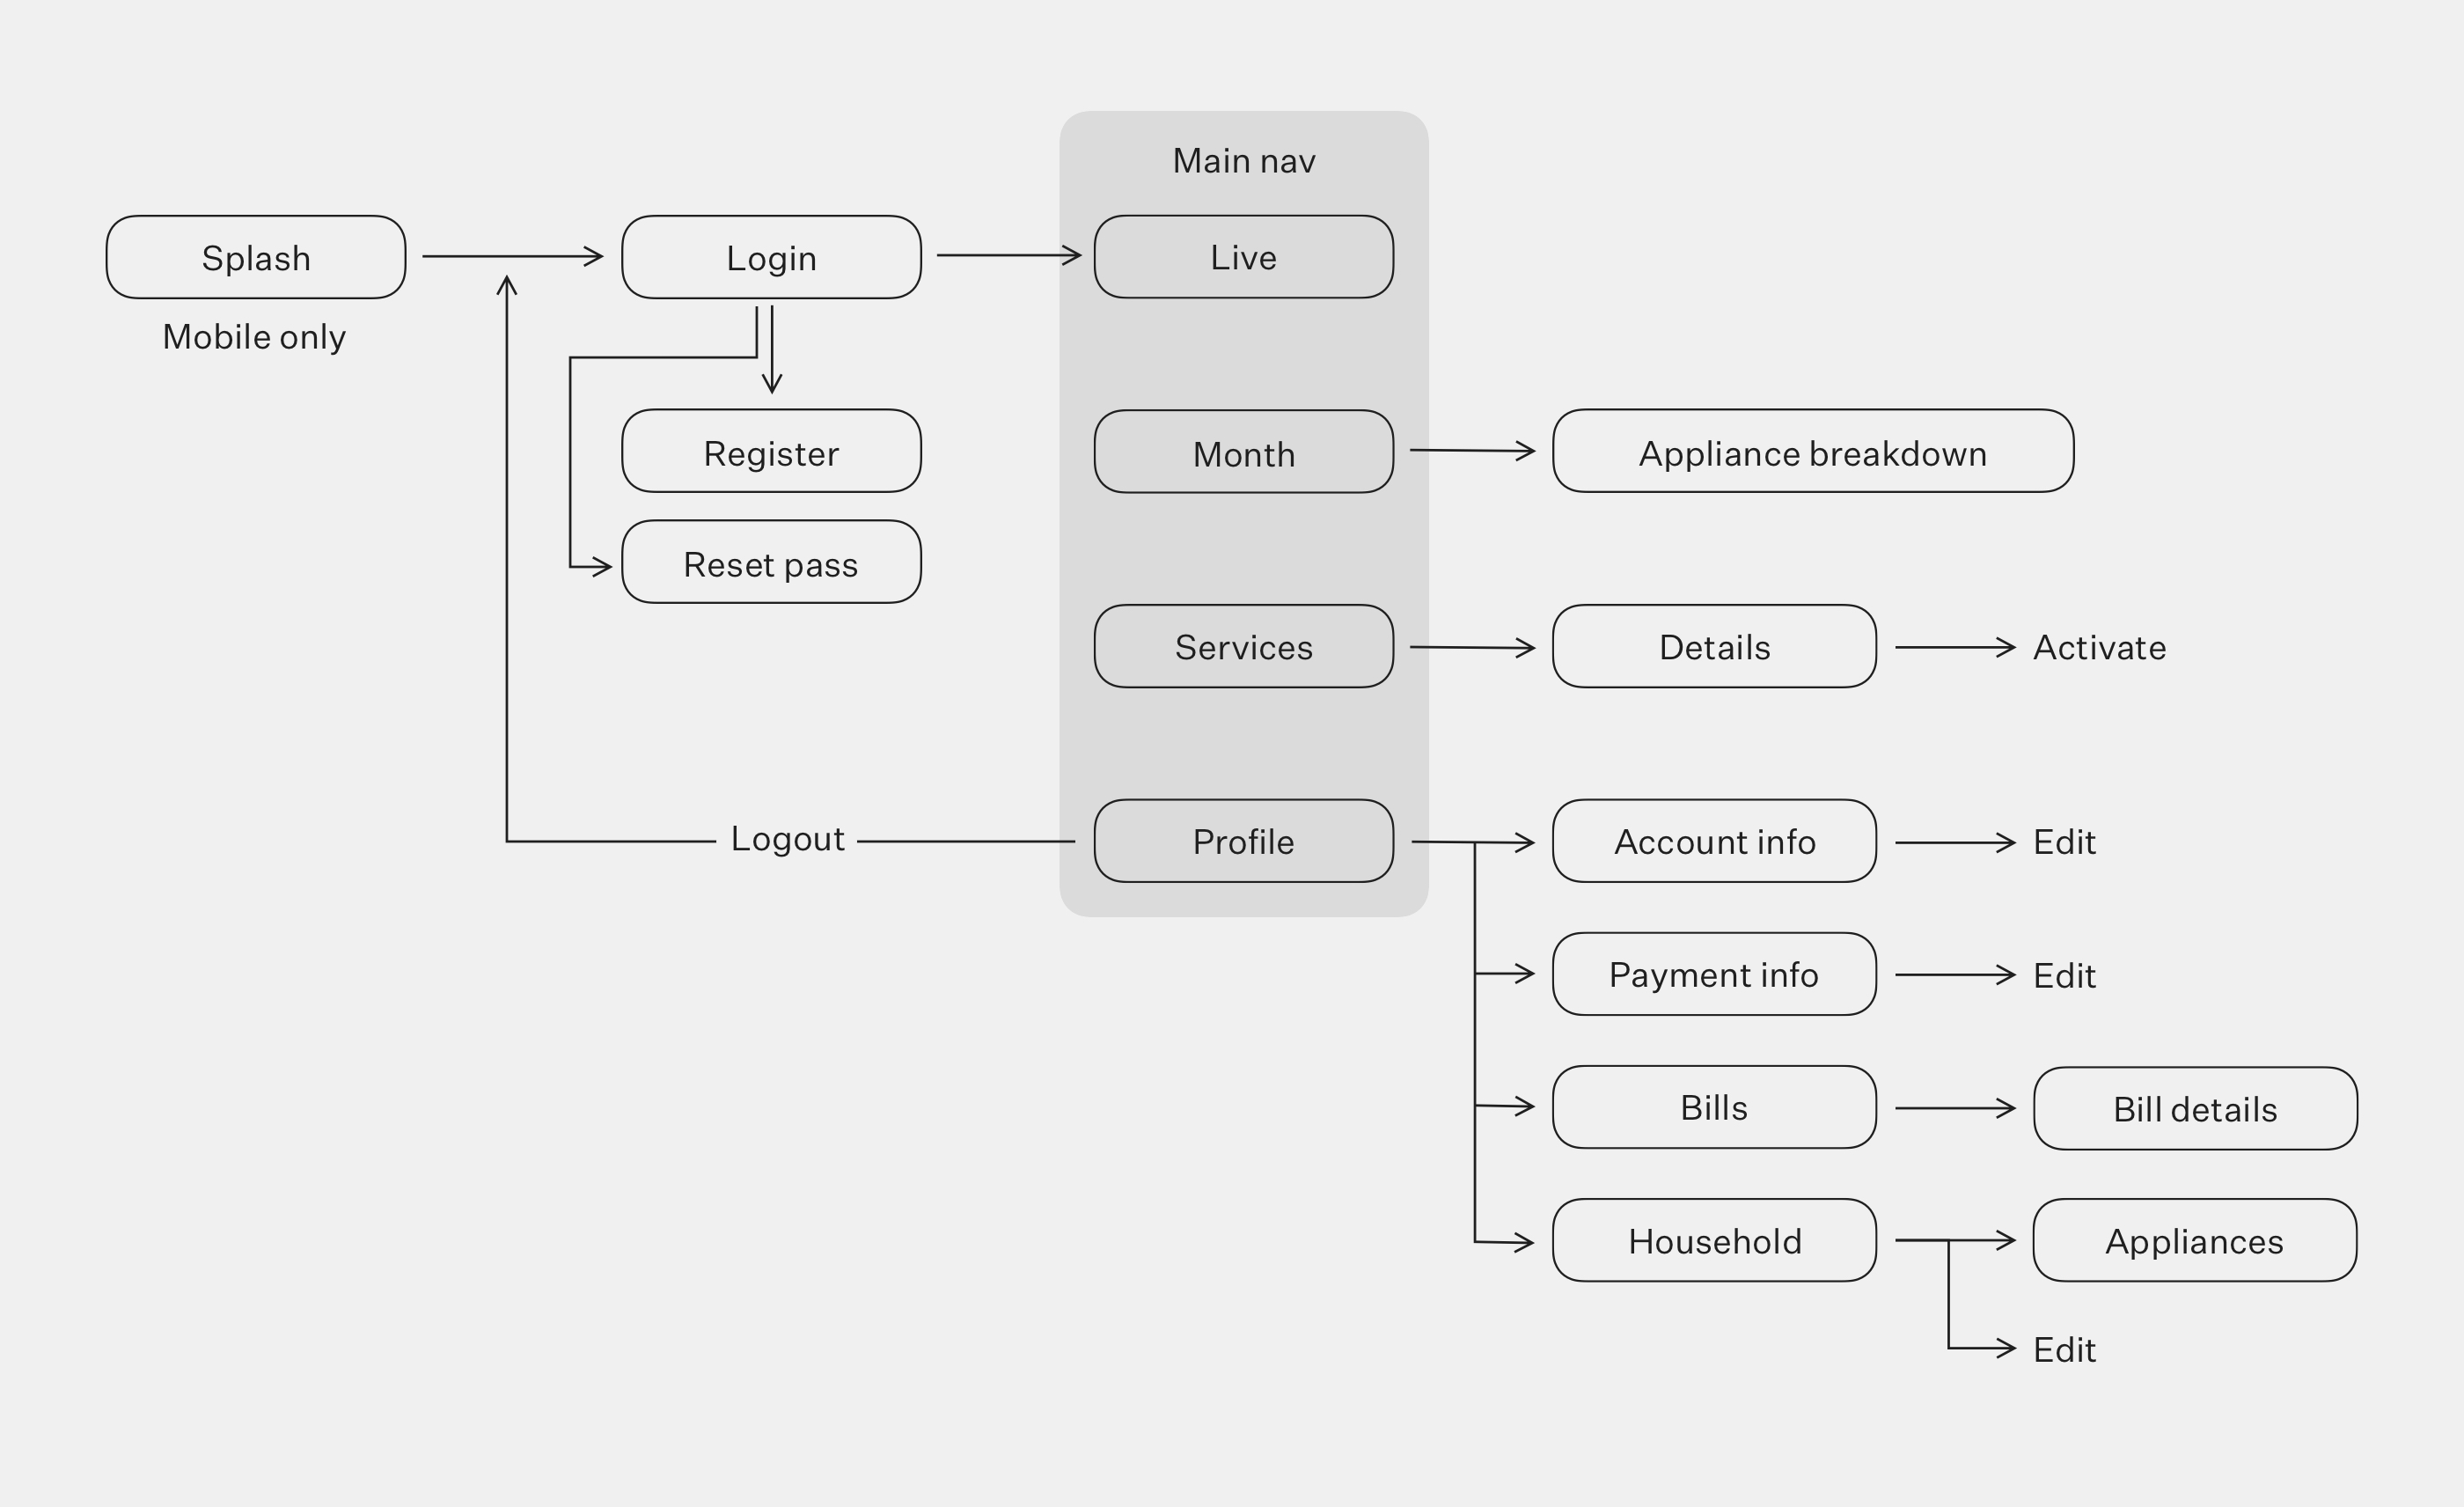 Main nav
Splash
Login
Live
Mobile only
Register
Month
Appliance breakdown
Reset pass
Services
Details
Activate
Logout
Profile
Account info
Edit
Payment info
Edit
Bills
Bill details
Household
Appliances
Edit